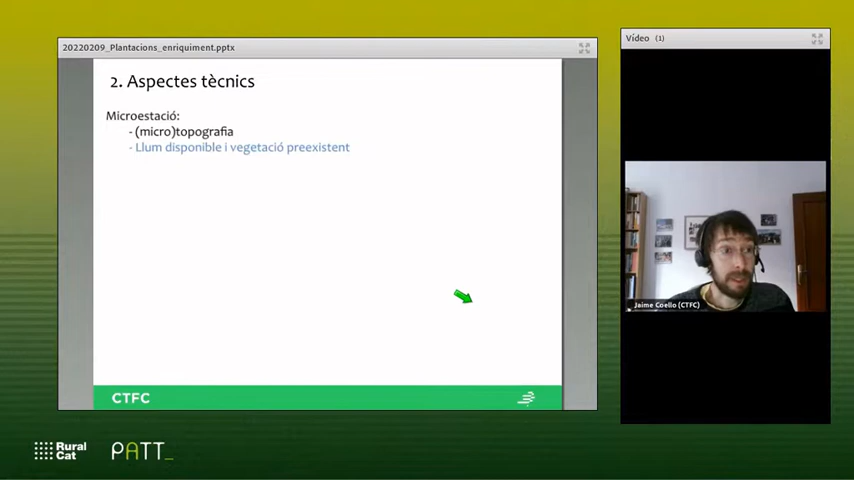 20220209_Plantacions_enriquiment.pptx
2. Aspectes tècnics
Microestació:
- (micro)topografia
- Llum disponible i vegetació preexistent
CTFC
Vídeo (1)
Jaime Coello (CTFC)
Rural
Cat
PATT_